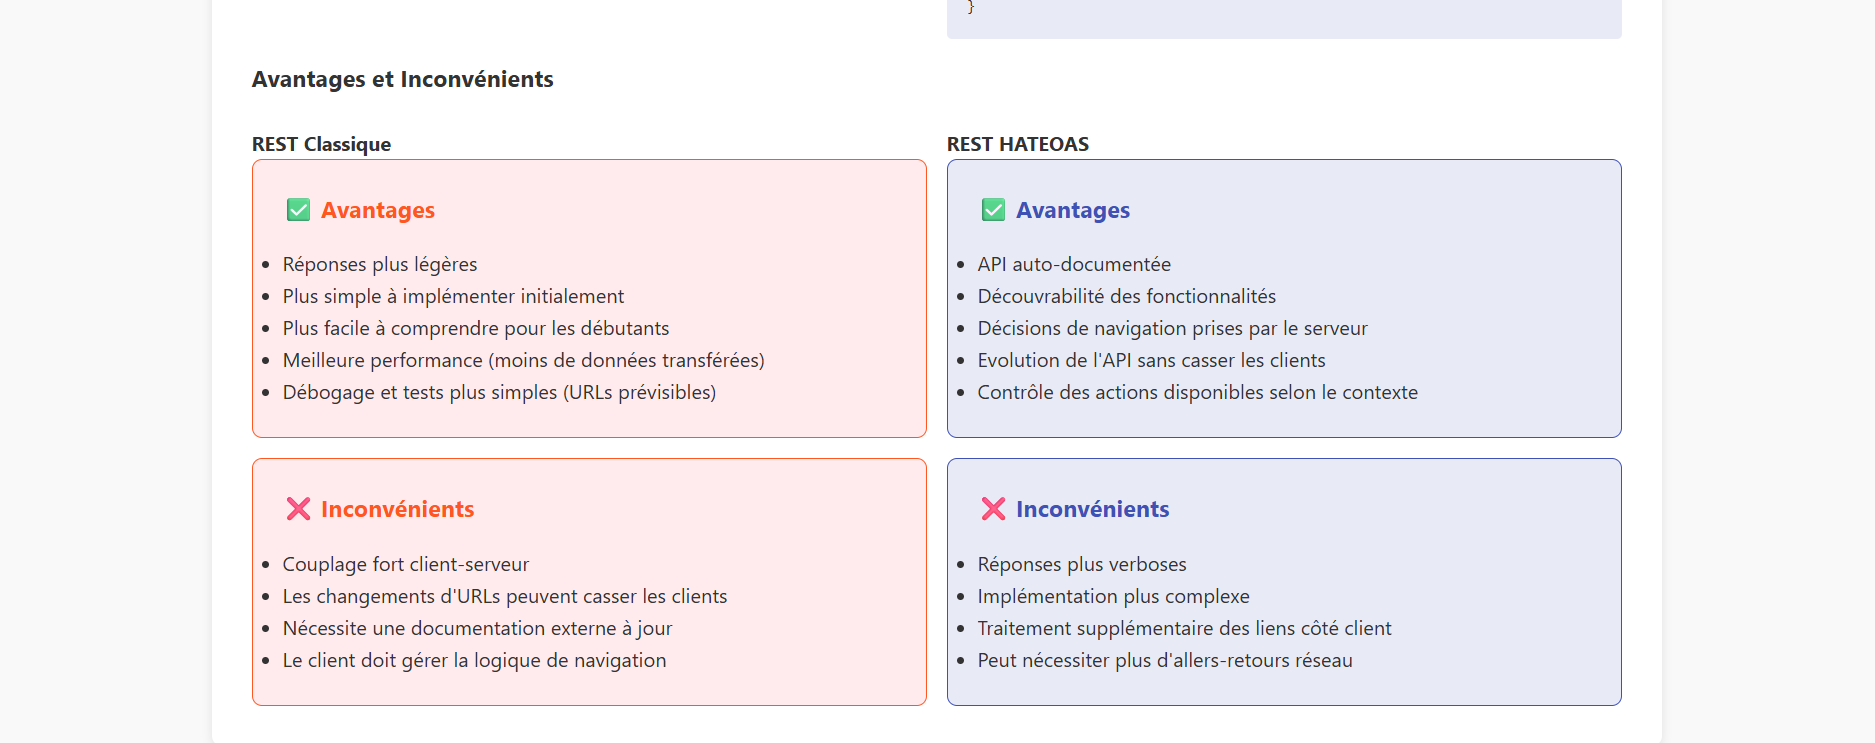 }
Avantages et Inconvénients
REST Classique
✅ Avantages
• Réponses plus légères
• Plus simple à implémenter initialement
• Plus facile à comprendre pour les débutants
• Meilleure performance (moins de données transférées)
• Débogage et tests plus simples (URLs prévisibles)
❌ Inconvénients
• Couplage fort client-serveur
• Les changements d'URLs peuvent casser les clients
• Nécessite une documentation externe à jour
• Le client doit gérer la logique de navigation
REST HATEOAS
✅ Avantages
• API auto-documentée
• Découvrabilité des fonctionnalités
• Décisions de navigation prises par le serveur
• Evolution de l'API sans casser les clients
• Contrôle des actions disponibles selon le contexte
❌ Inconvénients
• Réponses plus verboses
• Implémentation plus complexe
• Traitement supplémentaire des liens côté client
• Peut nécessiter plus d'allers-retours réseau